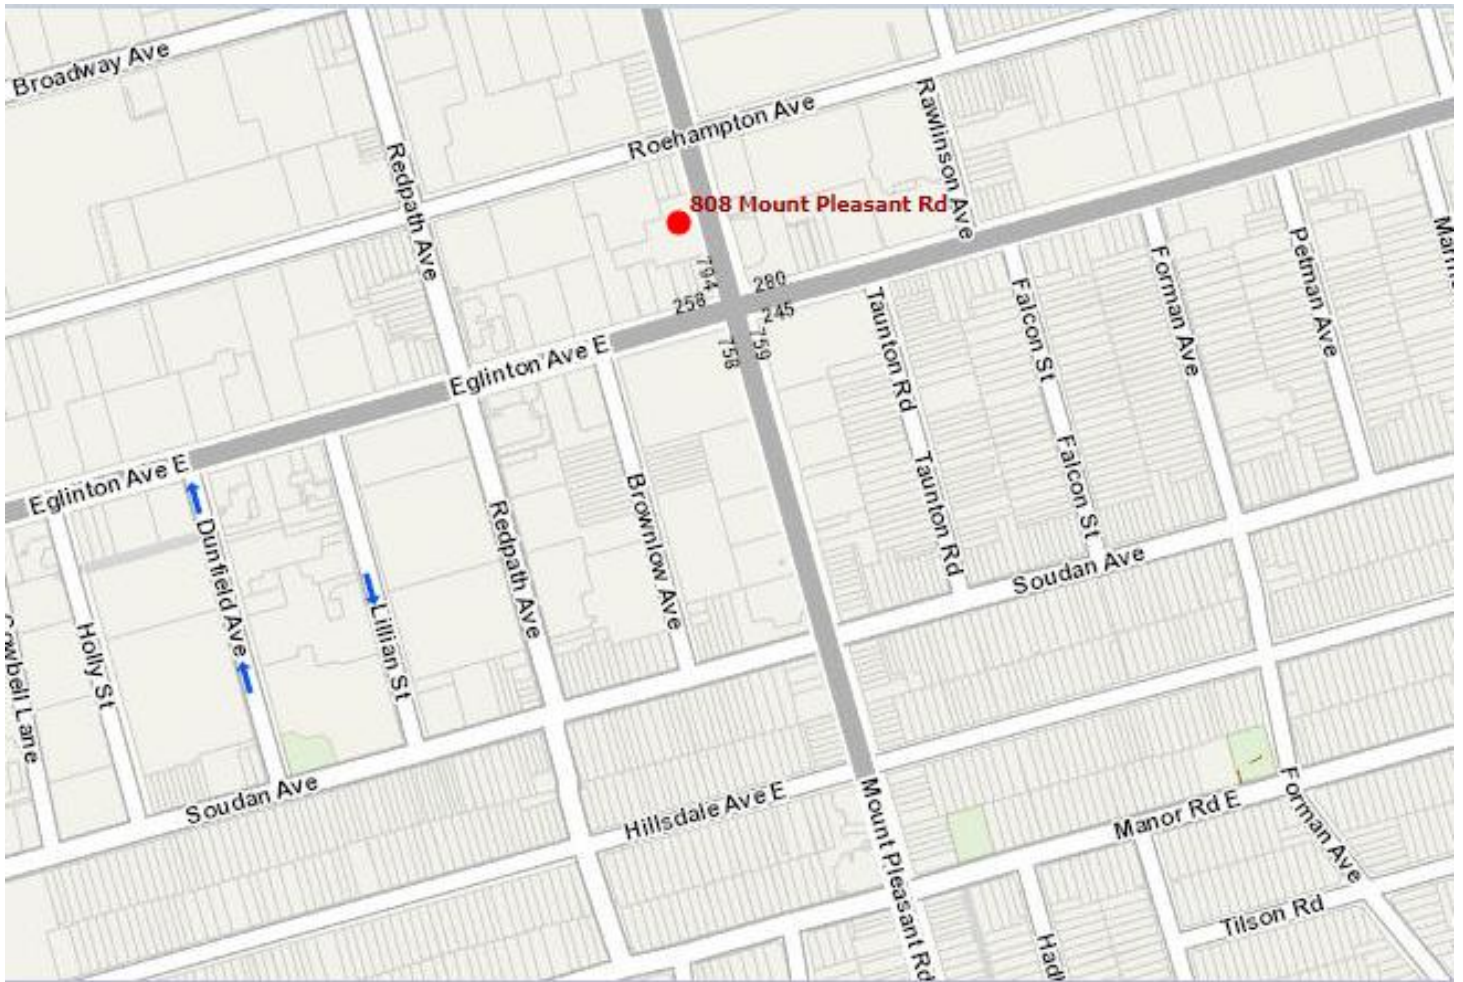 Broadway Ave
Roehampton Ave
Rawlinson Ave
Redpath Ave
808 Mount Pleasant Rd
794
280
258
245
758
759
Eglinton Ave E
Eglinton Ave E
Taunton Rd
Taunton Rd
Falcon St
Falcon St
Forman Ave
Petman Ave
Brownlow Ave
Redpath Ave
Dunfield Ave
Lillian St
Holly St
Soudan Ave
Soudan Ave
Hillsdale Ave E
Mount Pleasant Rd
Manor Rd E
Forman Ave
Tilson Rd